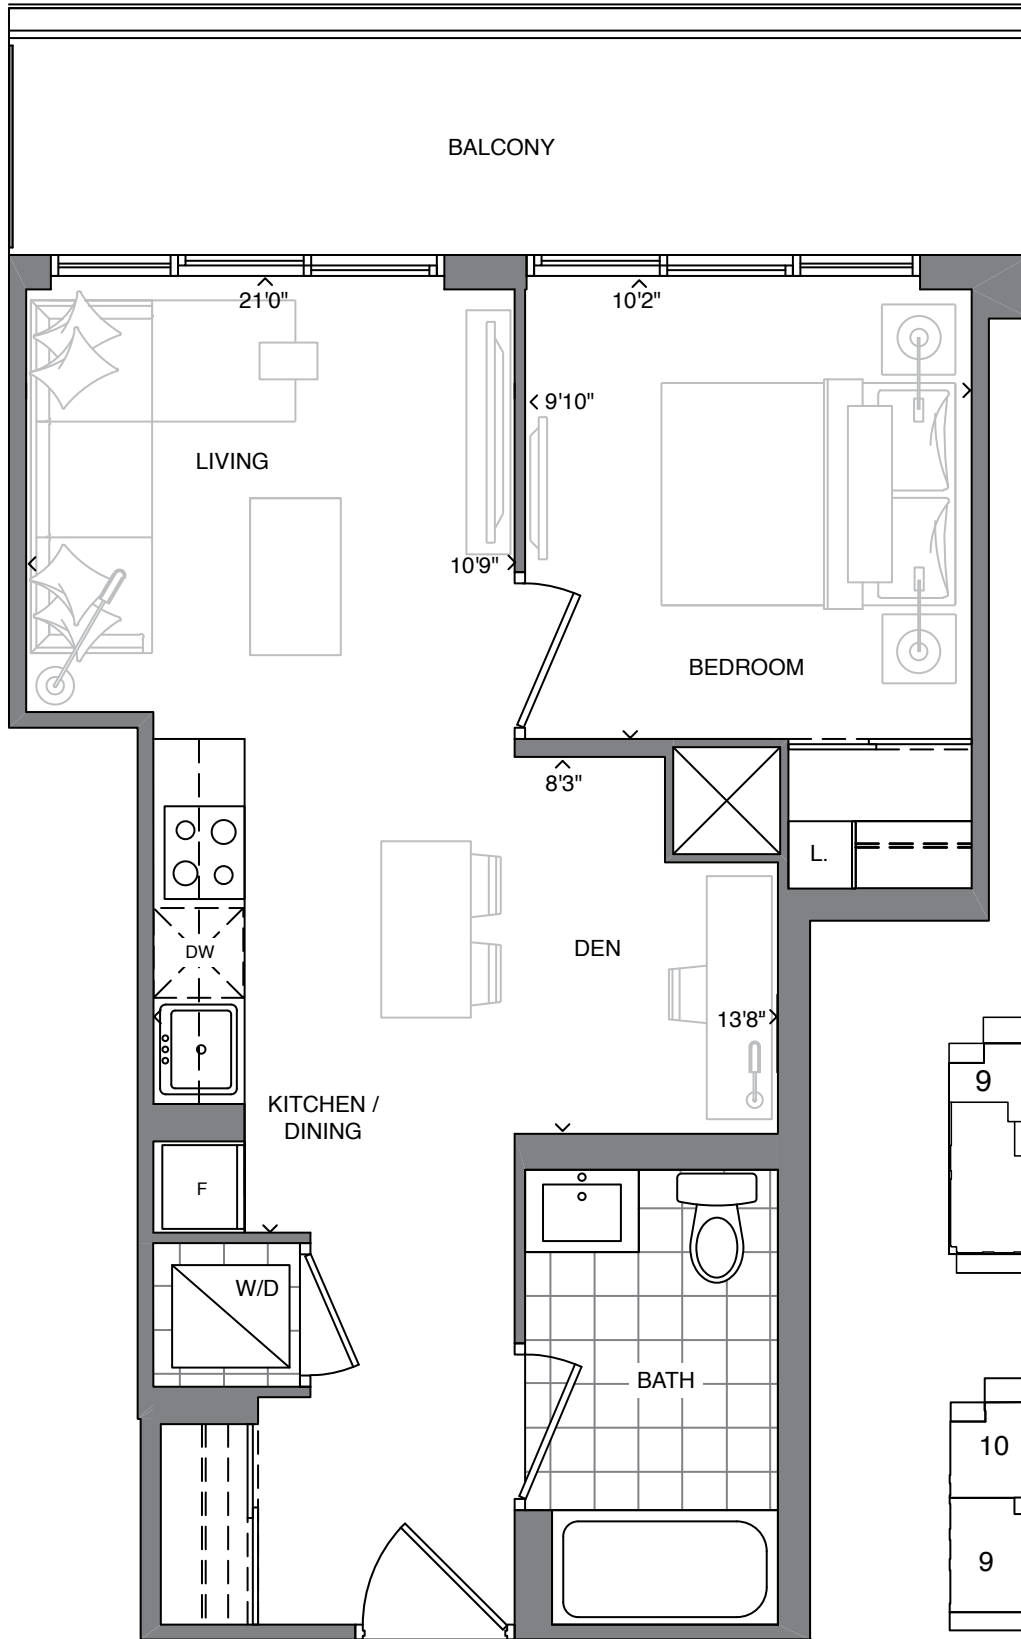 BALCONY
21'0"
10'2"
9'10"
LIVING
10'9"
BEDROOM
8'3"
L.
DW
DEN
13'8"
9
KITCHEN /
DINING
F
W/D
BATH
10
9